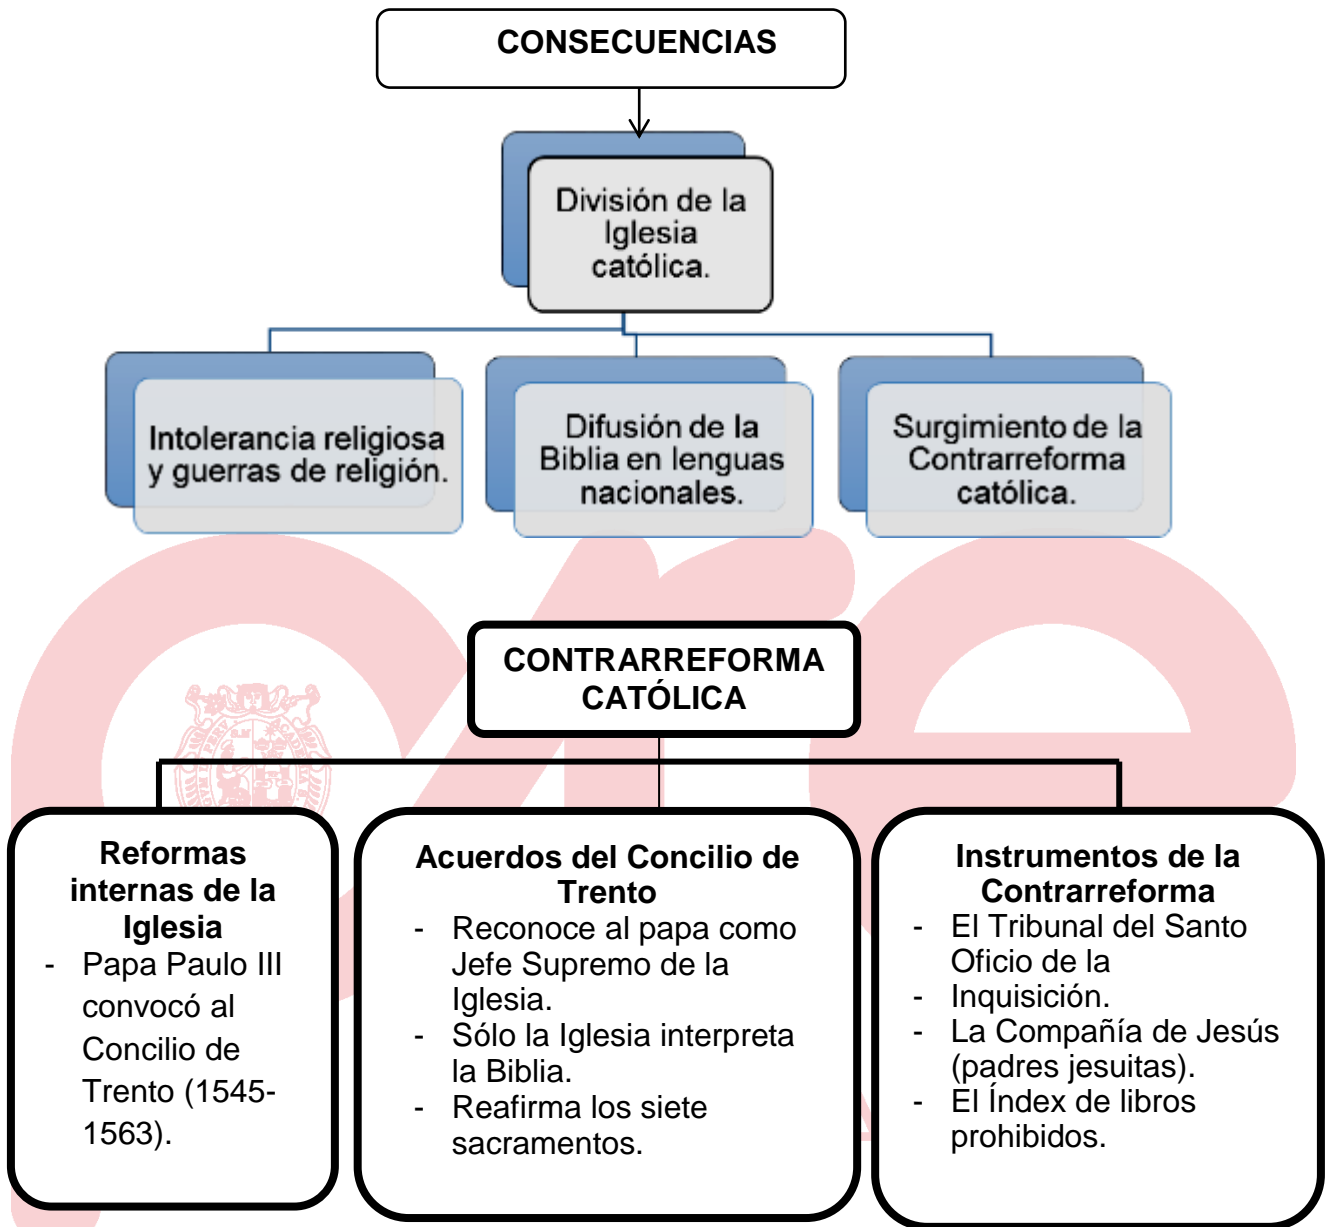 CONSECUENCIAS
División de la
Iglesia
católica.
Intolerancia religiosa
y guerras de religión.
Difusión de la
Biblia en lenguas
nacionales.
Surgimiento de la
Contrarreforma
católica.
CONTRARREFORMA
CATÓLICA
Reformas
internas de la
Iglesia
- Papa Paulo III
convocó al
Concilio de
Trento (1545-
1563).
Acuerdos del Concilio de
Trento
- Reconoce al papa como
Jefe Supremo de la
Iglesia.
- Sólo la Iglesia interpreta
la Biblia.
- Reafirma los siete
sacramentos.
Instrumentos de la
Contrarreforma
- El Tribunal del Santo
Oficio de la
- Inquisición.
- La Compañía de Jesús
(padres jesuitas).
- El Índex de libros
prohibidos.